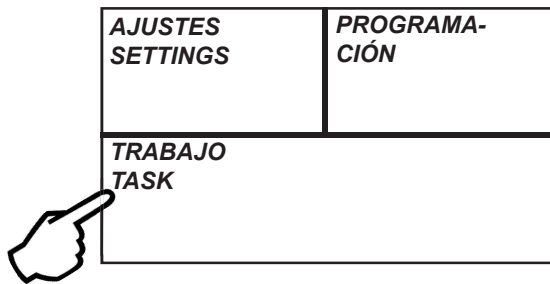 AJUSTES
SETTINGS
PROGRAMA-
CIÓN
TRABAJO
TASK